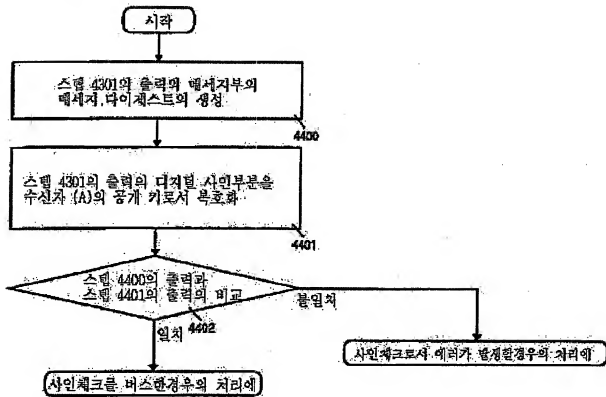 시작
스텝 4301의 출력의 메세지부의
메세지.다이제스트의 생성
4400
스텝 4301의 출력의 디지털 사인부분을
수신자 (A)의 공개 키로서 복호화
4401
스텝 4400의 출력과
스텝 4401의 출력의 비교
4402
불일치
일치
사인체크로서 에러가 발생할경우의 처리에
사인체크를 버스한경우의 처리에